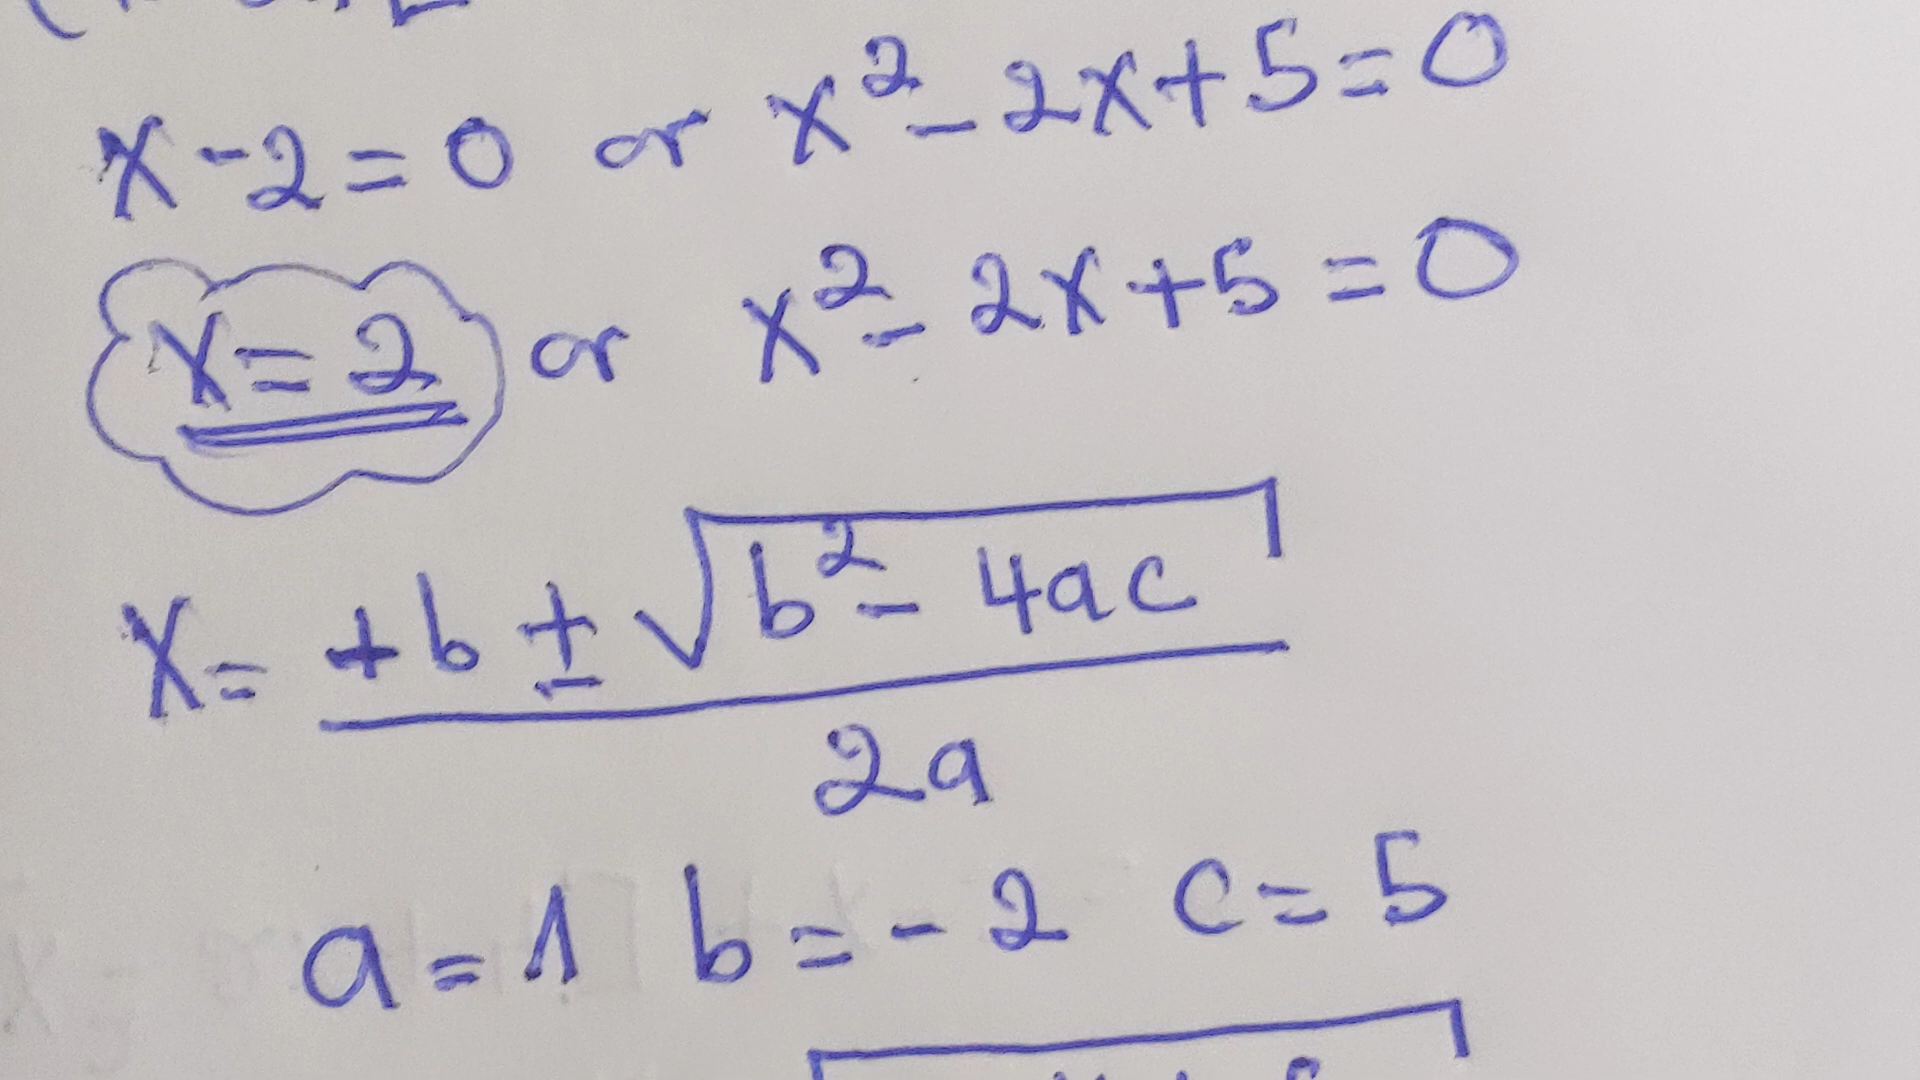 x - 2 = 0 or x² - 2x + 5 = 0
x = 2 or x² - 2x + 5 = 0
x = +b ± √(b² - 4ac)
2a
a = 1 b = - 2 c = 5